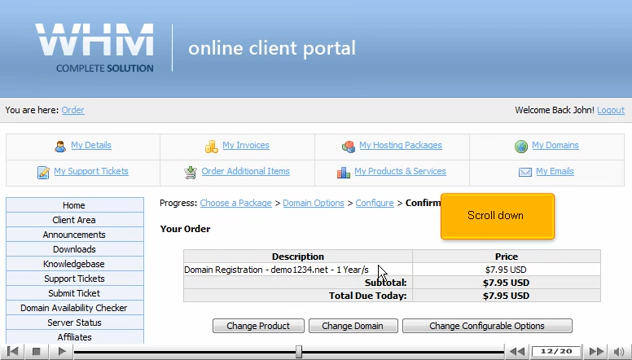 WHM
COMPLETE SOLUTION
online client portal
You are here: Order
Welcome Back John! Logout
My Details
My Invoices
My Hosting Packages
My Domains
My Support Tickets
Order Additional Items
My Products & Services
My Emails
Home
Client Area
Announcements
Downloads
Knowledgebase
Support Tickets
Submit Ticket
Domain Availability Checker
Server Status
Affiliates
Progress: Choose a Package > Domain Options > Configure > Confirm
Scroll down
Your Order
Description Price
Domain Registration - demo1234.net - 1 Year/s $7.95 USD
Subtotal: $7.95 USD
Total Due Today: $7.95 USD
Change Product
Change Domain
Change Configurable Options
12/20